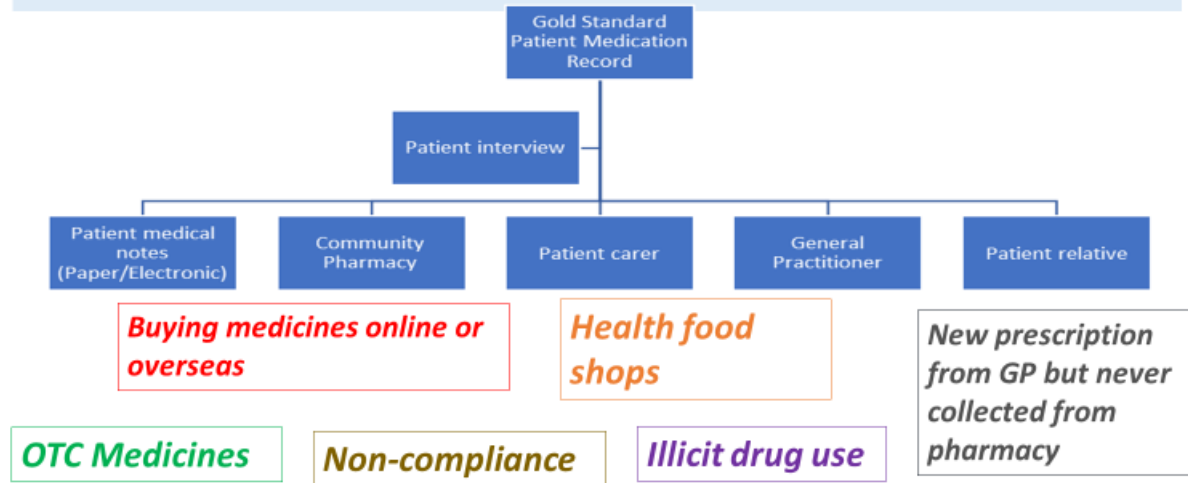 Gold Standard
Patient Medication
Record
Patient interview
Patient medical
notes
(Paper/Electronic)
Community
Pharmacy
Patient carer
General
Practitioner
Patient relative
Buying medicines online or
overseas
Health food
shops
New prescription
from GP but never
collected from
pharmacy
OTC Medicines
Non-compliance
Illicit drug use